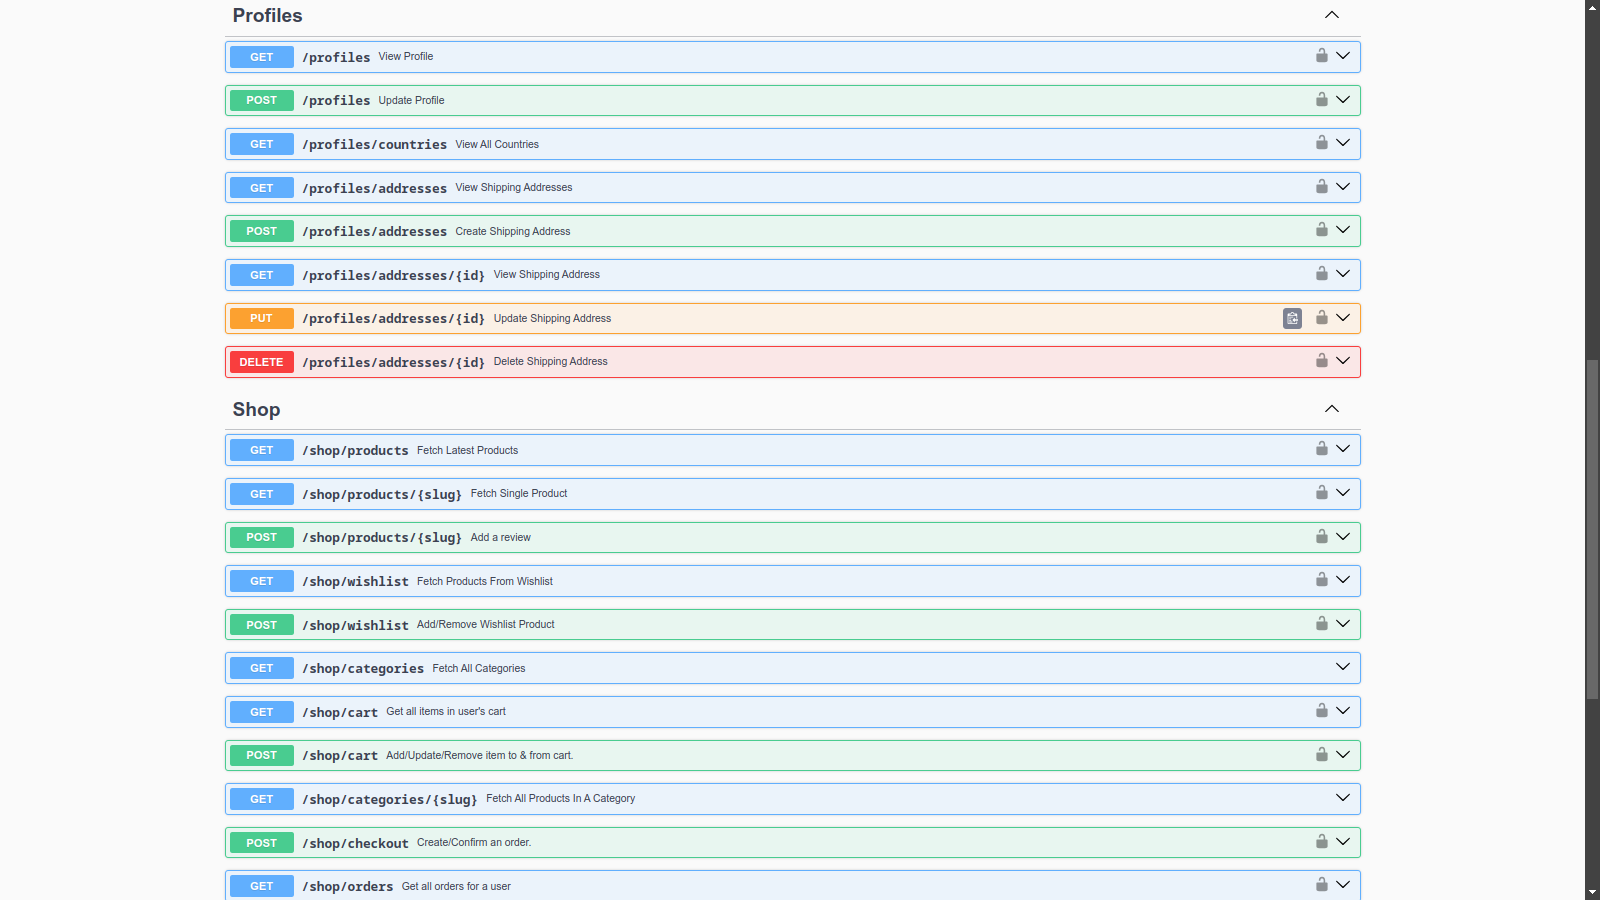 Profiles
GET /profiles View Profile
POST /profiles Update Profile
GET /profiles/countries View All Countries
GET /profiles/addresses View Shipping Addresses
POST /profiles/addresses Create Shipping Address
GET /profiles/addresses/{id} View Shipping Address
PUT /profiles/addresses/{id} Update Shipping Address
DELETE /profiles/addresses/{id} Delete Shipping Address
Shop
GET /shop/products Fetch Latest Products
GET /shop/products/{slug} Fetch Single Product
POST /shop/products/{slug} Add a review
GET /shop/wishlist Fetch Products From Wishlist
POST /shop/wishlist Add/Remove Wishlist Product
GET /shop/categories Fetch All Categories
GET /shop/cart Get all items in user's cart
POST /shop/cart Add/Update/Remove item to & from cart.
GET /shop/categories/{slug} Fetch All Products In A Category
POST /shop/checkout Create/Confirm an order.
GET /shop/orders Get all orders for a user